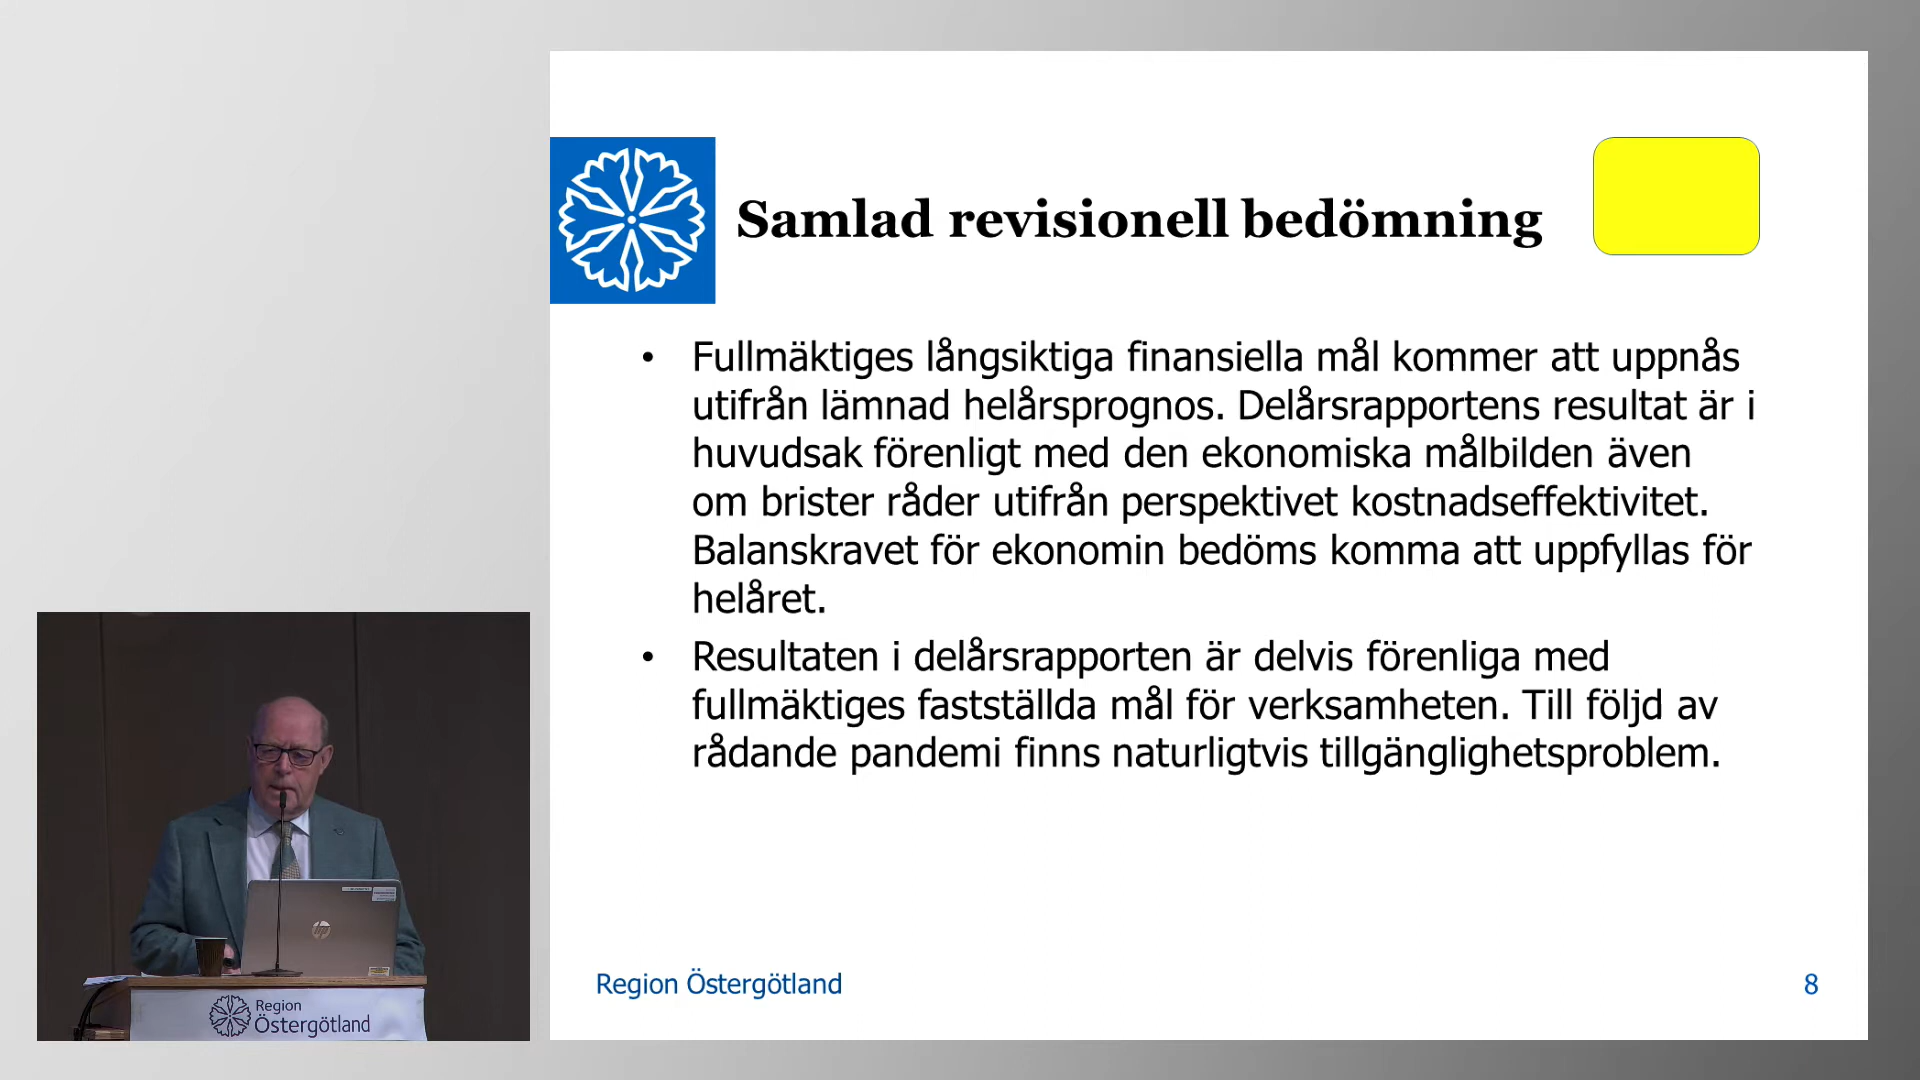 Samlad revisionell bedömning
• Fullmäktiges långsiktiga finansiella mål kommer att uppnås
utifrån lämnad helårsprognos. Delårsrapportens resultat är i
huvudsak förenligt med den ekonomiska målbilden även
om brister råder utifrån perspektivet kostnadseffektivitet.
Balanskravet för ekonomin bedöms komma att uppfyllas för
helåret.
• Resultaten i delårsrapporten är delvis förenliga med
fullmäktiges fastställda mål för verksamheten. Till följd av
rådande pandemi finns naturligtvis tillgänglighetsproblem.
Region Östergötland
8
hp
Region
Östergötland